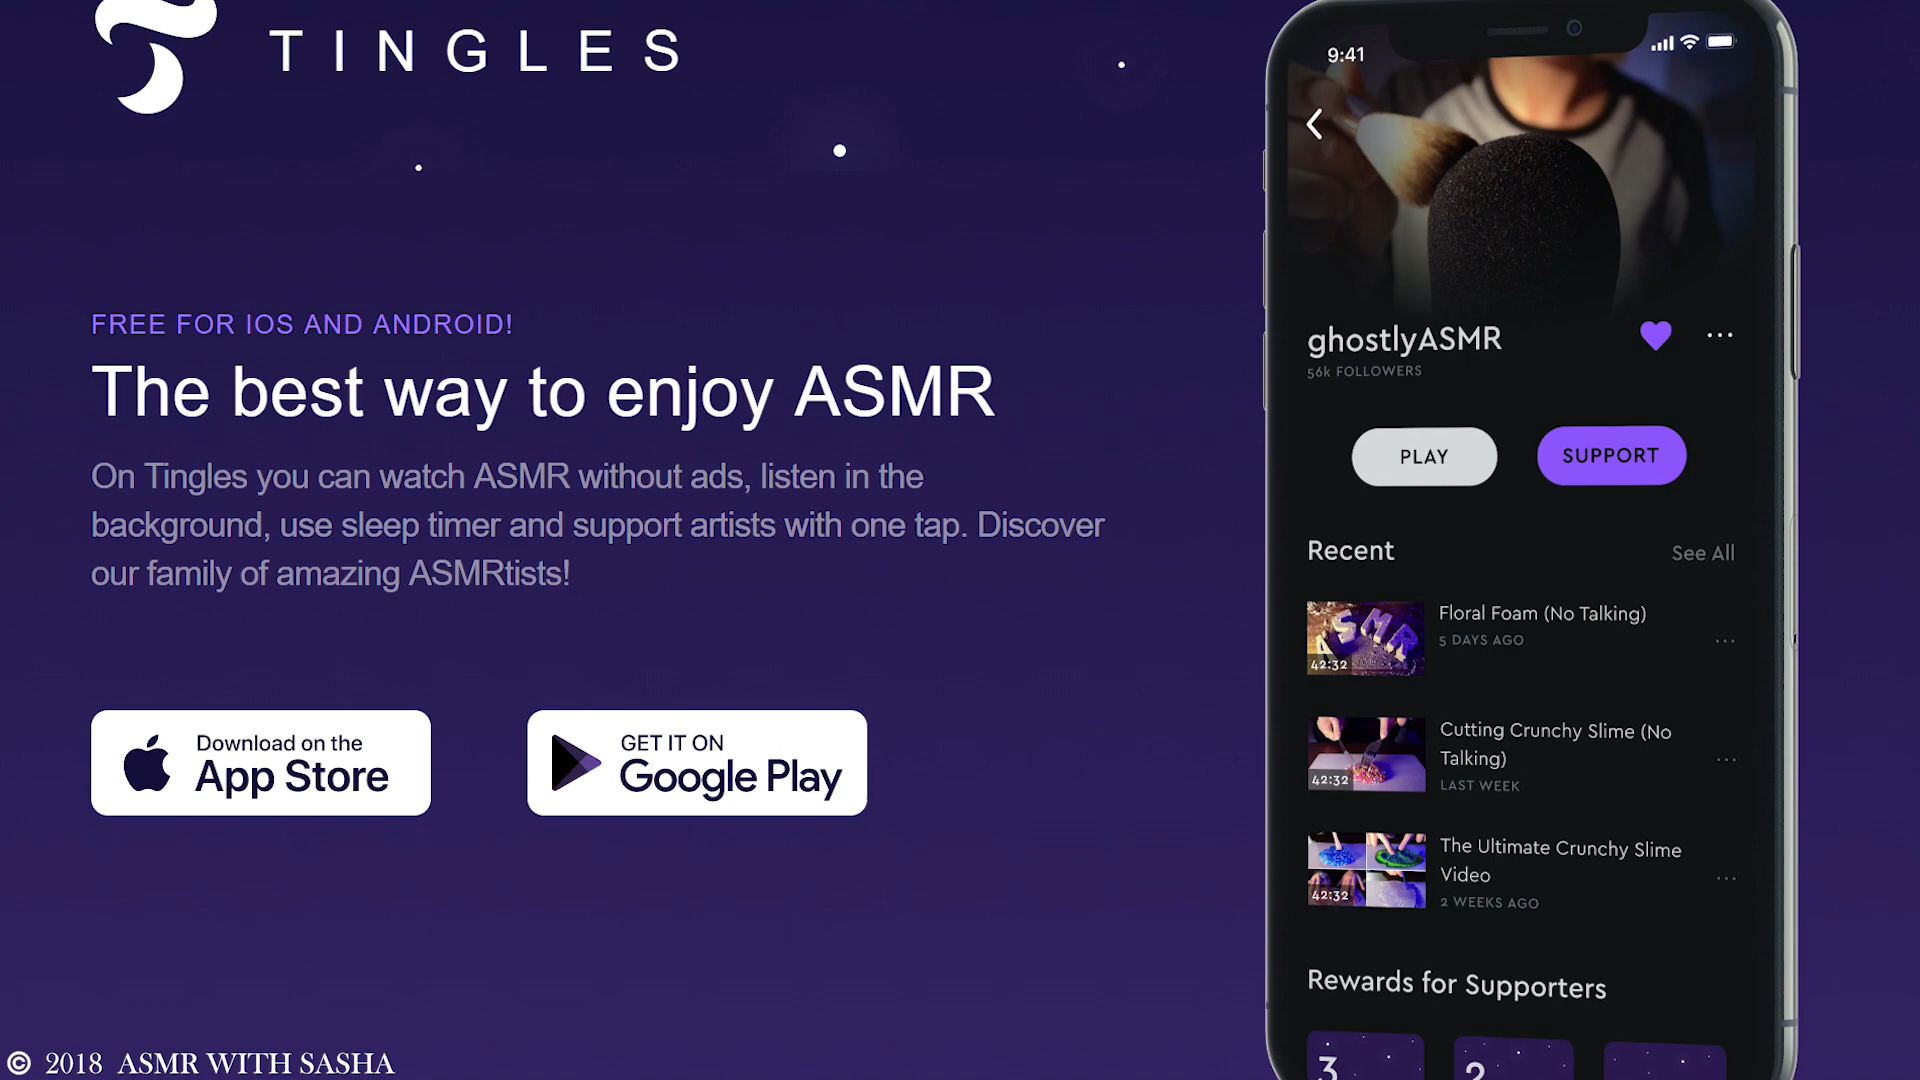 TINGLES
FREE FOR IOS AND ANDROID!
The best way to enjoy ASMR
On Tingles you can watch ASMR without ads, listen in the
background, use sleep timer and support artists with one tap. Discover
our family of amazing ASMRtists!
Download on the
App Store
GET IT ON
Google Play
© 2018 ASMR WITH SASHA
9:41
ghostlyASMR
56k FOLLOWERS
PLAY
SUPPORT
Recent
See All
ASMR
42:32
Floral Foam (No Talking)
5 DAYS AGO
42:32
Cutting Crunchy Slime (No
Talking)
LAST WEEK
42:32
The Ultimate Crunchy Slime
Video
2 WEEKS AGO
Rewards for Supporters
3
2